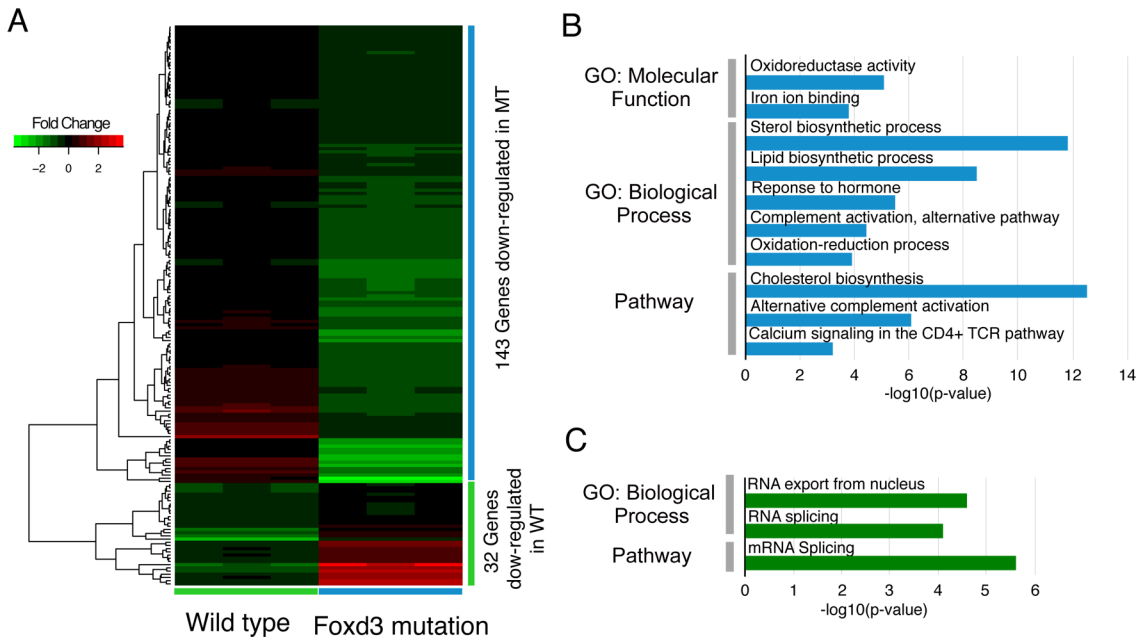 A
Fold Change
−2 0 2
143 Genes down-regulated in MT
32 Genes
dow-regulated
in WT
Wild type
Foxd3 mutation
B
GO: Molecular
Function
Oxidoreductase activity
Iron ion binding
GO: Biological
Process
Sterol biosynthetic process
Lipid biosynthetic process
Reponse to hormone
Complement activation, alternative pathway
Oxidation-reduction process
Pathway
Cholesterol biosynthesis
Alternative complement activation
Calcium signaling in the CD4+ TCR pathway
0 2 4 6 8 10 12 14
-log10(p-value)
C
GO: Biological
Process
RNA export from nucleus
RNA splicing
Pathway
mRNA Splicing
0 1 2 3 4 5 6
-log10(p-value)